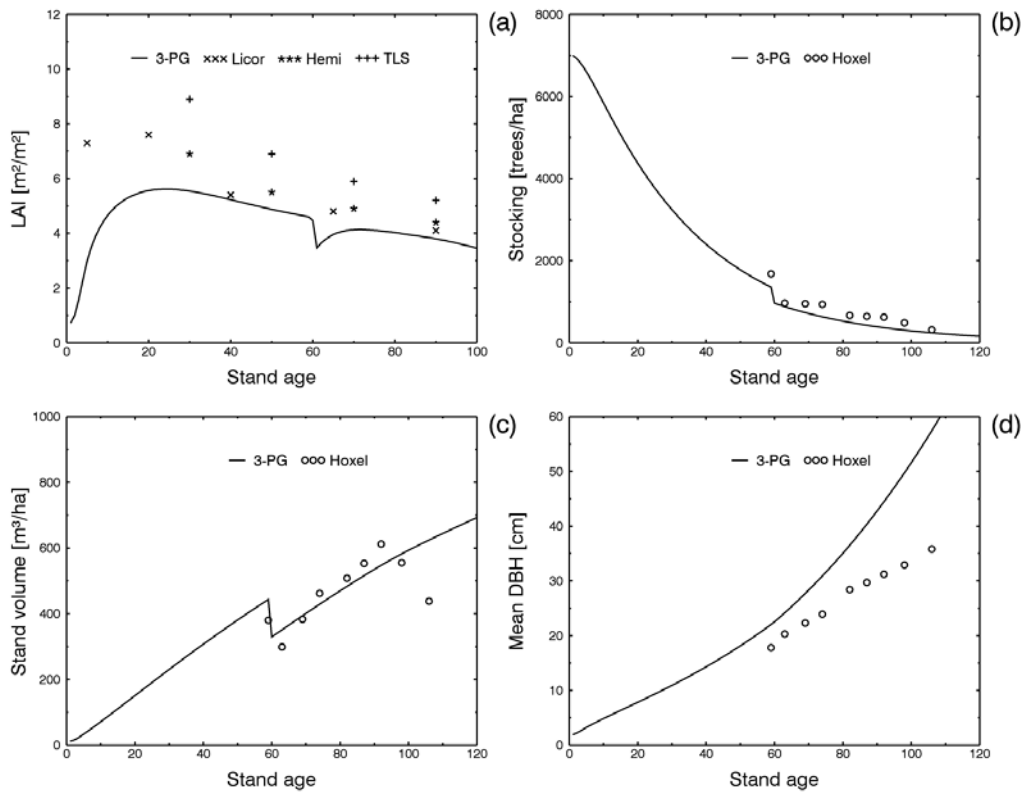 (a)
3-PG ××× Licor *** Hemi +++ TLS
LAI [m²/m²]
12
10
8
6
4
2
0
0 20 40 60 80 100
Stand age
(b)
3-PG ooo Hoxel
Stocking [trees/ha]
8000
6000
4000
2000
0
0 20 40 60 80 100 120
Stand age
(c)
3-PG ooo Hoxel
Stand volume [m³/ha]
1000
800
600
400
200
0
0 20 40 60 80 100 120
Stand age
(d)
3-PG ooo Hoxel
Mean DBH [cm]
60
50
40
30
20
10
0
0 20 40 60 80 100 120
Stand age